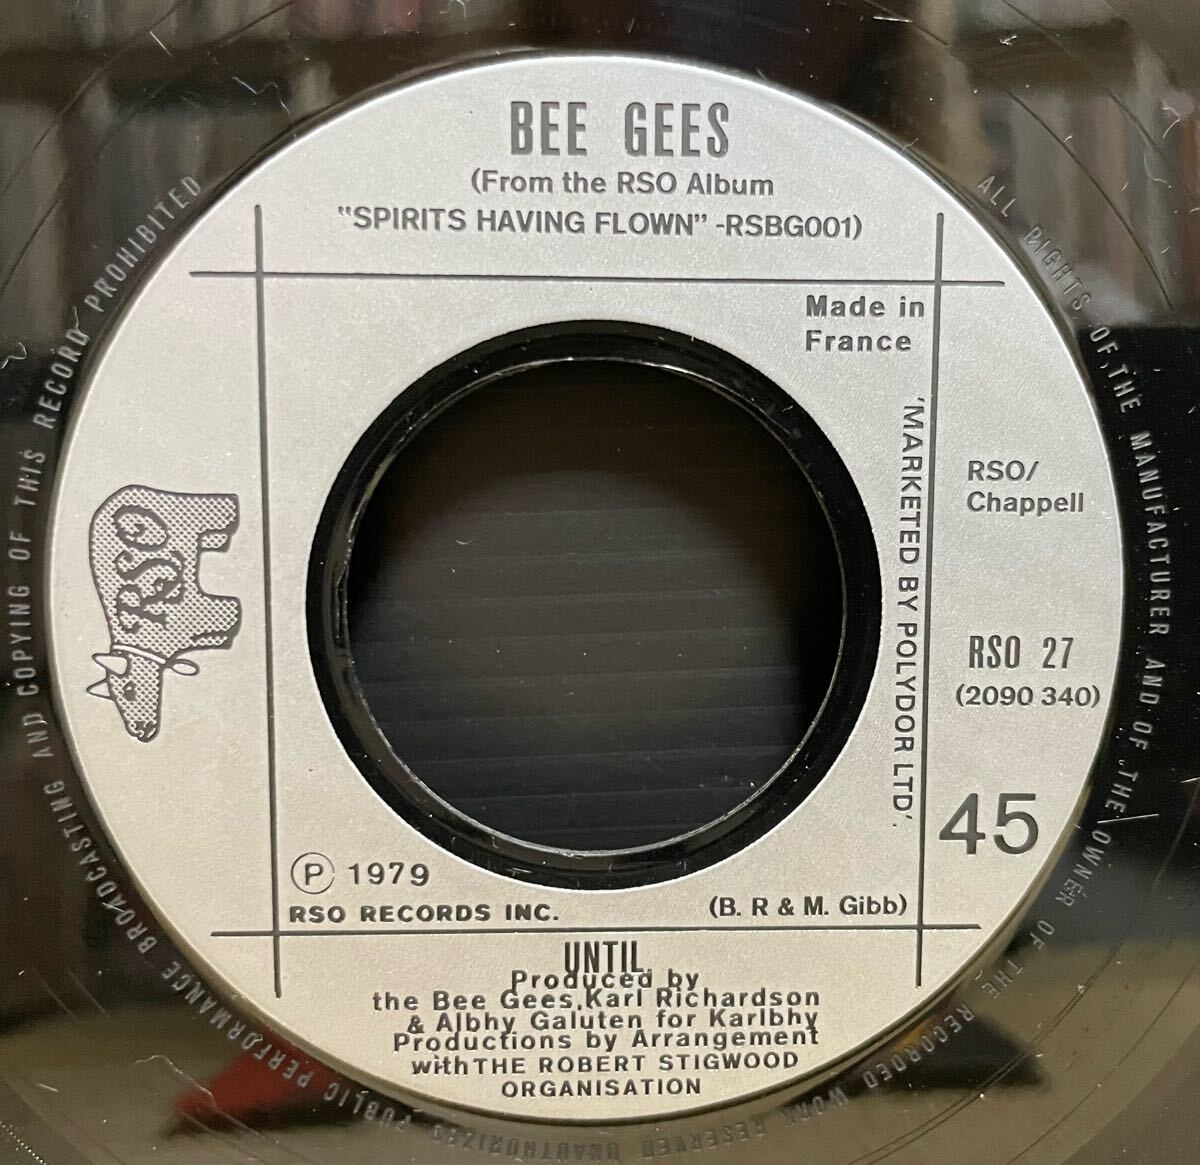 BEE GEES
(From the RSO Album
"SPIRITS HAVING FLOWN" -RSBG001)
Made in
France
'MARKETED BY POLYDOR LTD'.
RSO/
Chappell
RSO 27
(2090 340)
45
RSO
Ⓟ 1979
RSO RECORDS INC.
(B. R & M. Gibb)
UNTIL
Produced by
the Bee Gees, Karl Richardson
& Albhy Galuten for Karlbhy
Productions by Arrangement
with THE ROBERT STIGWOOD
ORGANISATION
ALL RIGHTS OF THE MANUFACTURER AND OF THE OWNER OF THE RECORDED WORK RESERVED UNAUTHORIZED PUBLIC PERFORMANCE BROADCASTING AND COPYING OF THIS RECORD PROHIBITED